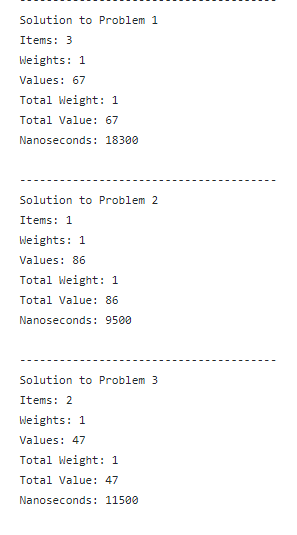 ---------------------------------------
Solution to Problem 1
Items: 3
Weights: 1
Values: 67
Total Weight: 1
Total Value: 67
Nanoseconds: 18300
---------------------------------------
Solution to Problem 2
Items: 1
Weights: 1
Values: 86
Total Weight: 1
Total Value: 86
Nanoseconds: 9500
---------------------------------------
Solution to Problem 3
Items: 2
Weights: 1
Values: 47
Total Weight: 1
Total Value: 47
Nanoseconds: 11500